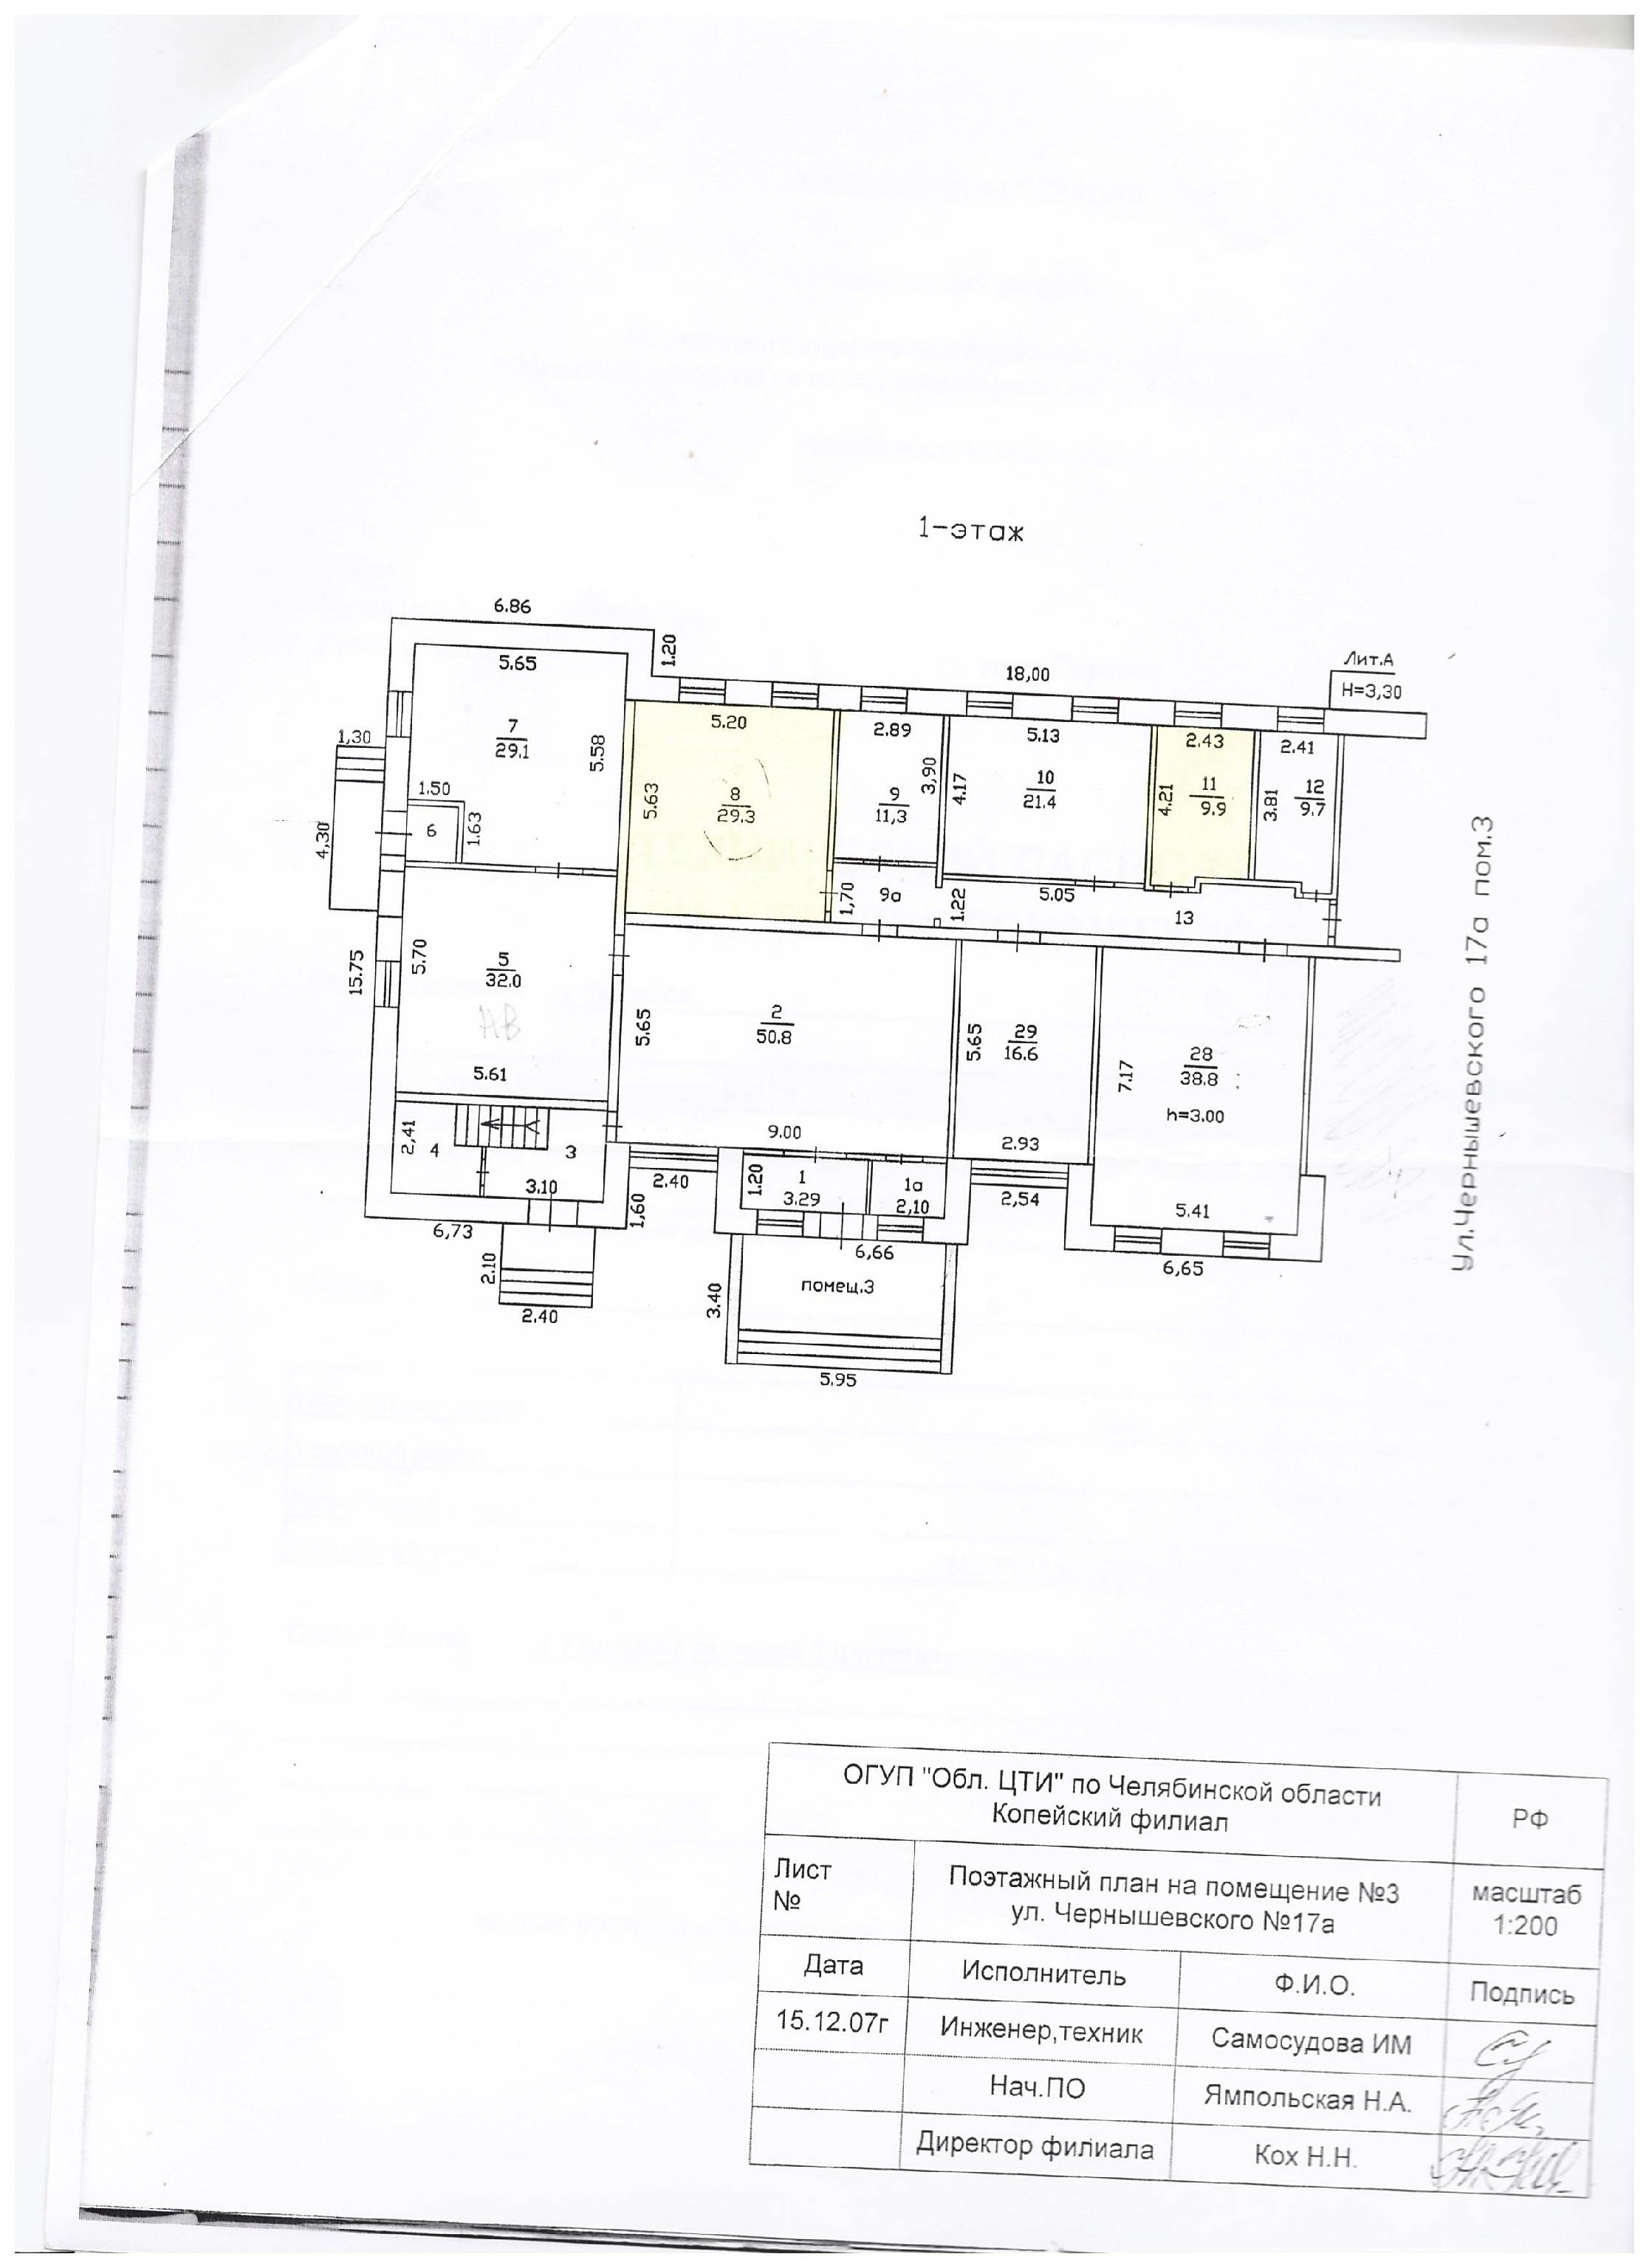 1-этаж
6.86
1.20
5.65
18,00
Лит.А
Н=3,30
7
29.1
5.58
1,30
1.50
1.63
6
4,30
5.20
8
29.3
5.63
2.89
9
11,3
3,90
5.13
10
21.4
4.17
2.43
11
9.9
4.21
2.41
12
9.7
3.81
1,70
9а
1.22
5.05
13
15.75
5.70
5
32.0
АВ
5.61
5.65
2
50.8
9.00
5.65
29
16.6
2.93
7.17
28
38.8
h=3.00
5.41
2,41
4
3
3.10
6,73
1,60
2.40
2.10
2.40
1.20
1
3.29
1а
2,10
2,54
6,66
помещ.3
3.40
5.95
6,65
Ул.Чернышевского 17а пом.3
ОГУП "Обл. ЦТИ" по Челябинской области
Копейский филиал
РФ
Лист
№
Поэтажный план на помещение №3
ул. Чернышевского №17а
масштаб
1:200
Дата
Исполнитель
Ф.И.О.
Подпись
15.12.07г
Инженер,техник
Самосудова ИМ
Нач.ПО
Ямпольская Н.А.
Директор филиала
Кох Н.Н.